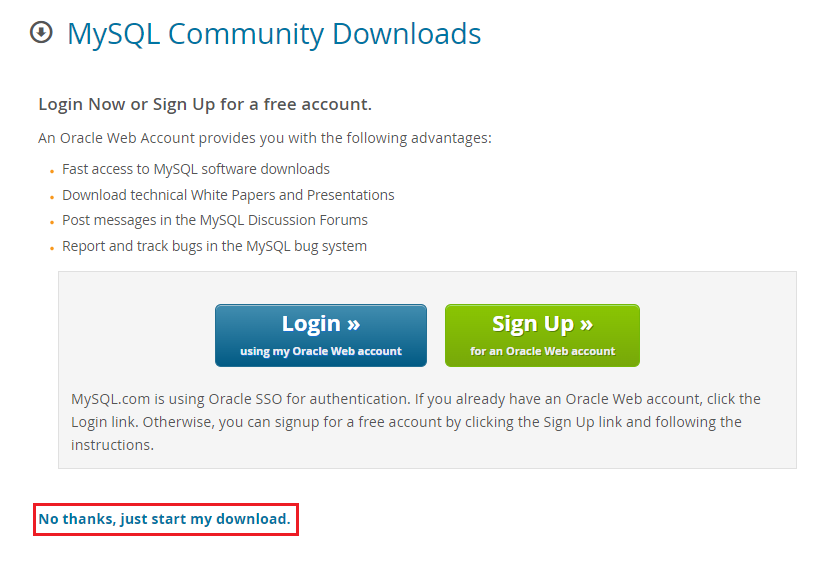 MySQL Community Downloads
Login Now or Sign Up for a free account.
An Oracle Web Account provides you with the following advantages:
Fast access to MySQL software downloads
Download technical White Papers and Presentations
Post messages in the MySQL Discussion Forums
Report and track bugs in the MySQL bug system
Login »
using my Oracle Web account
Sign Up »
for an Oracle Web account
MySQL.com is using Oracle SSO for authentication. If you already have an Oracle Web account, click the
Login link. Otherwise, you can signup for a free account by clicking the Sign Up link and following the
instructions.
No thanks, just start my download.